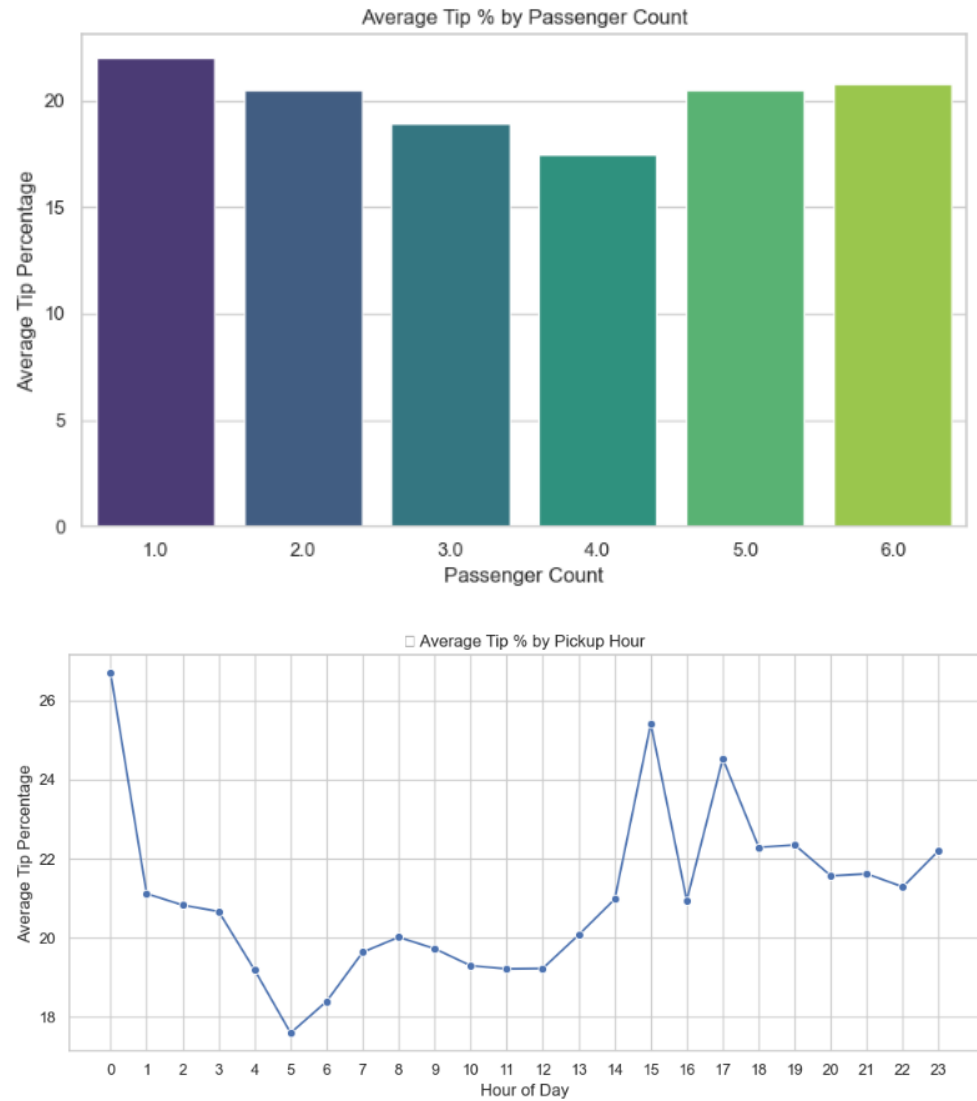 Average Tip % by Passenger Count
Average Tip Percentage
20
15
10
5
0
1.0 2.0 3.0 4.0 5.0 6.0
Passenger Count
□ Average Tip % by Pickup Hour
Average Tip Percentage
26
24
22
20
18
0 1 2 3 4 5 6 7 8 9 10 11 12 13 14 15 16 17 18 19 20 21 22 23
Hour of Day